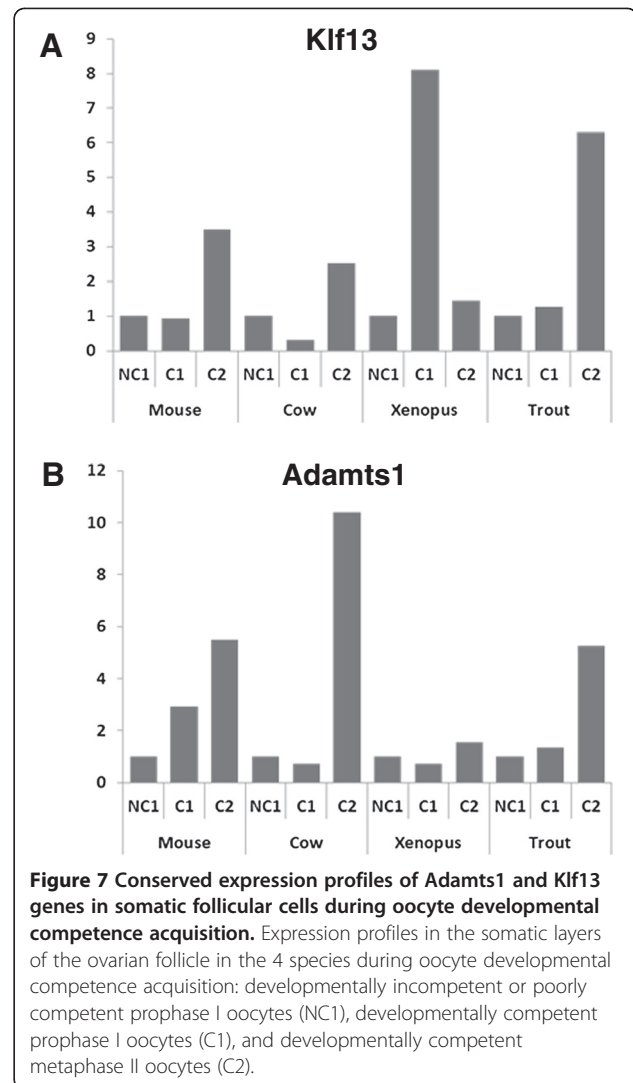 A
Klf13
9
8
7
6
5
4
3
2
1
0
NC1 C1 C2 NC1 C1 C2 NC1 C1 C2 NC1 C1 C2
Mouse Cow Xenopus Trout
B
Adamts1
12
10
8
6
4
2
0
NC1 C1 C2 NC1 C1 C2 NC1 C1 C2 NC1 C1 C2
Mouse Cow Xenopus Trout
Figure 7 Conserved expression profiles of Adamts1 and Klf13
genes in somatic follicular cells during oocyte developmental
competence acquisition. Expression profiles in the somatic layers
of the ovarian follicle in the 4 species during oocyte developmental
competence acquisition: developmentally incompetent or poorly
competent prophase I oocytes (NC1), developmentally competent
prophase I oocytes (C1), and developmentally competent
metaphase II oocytes (C2).